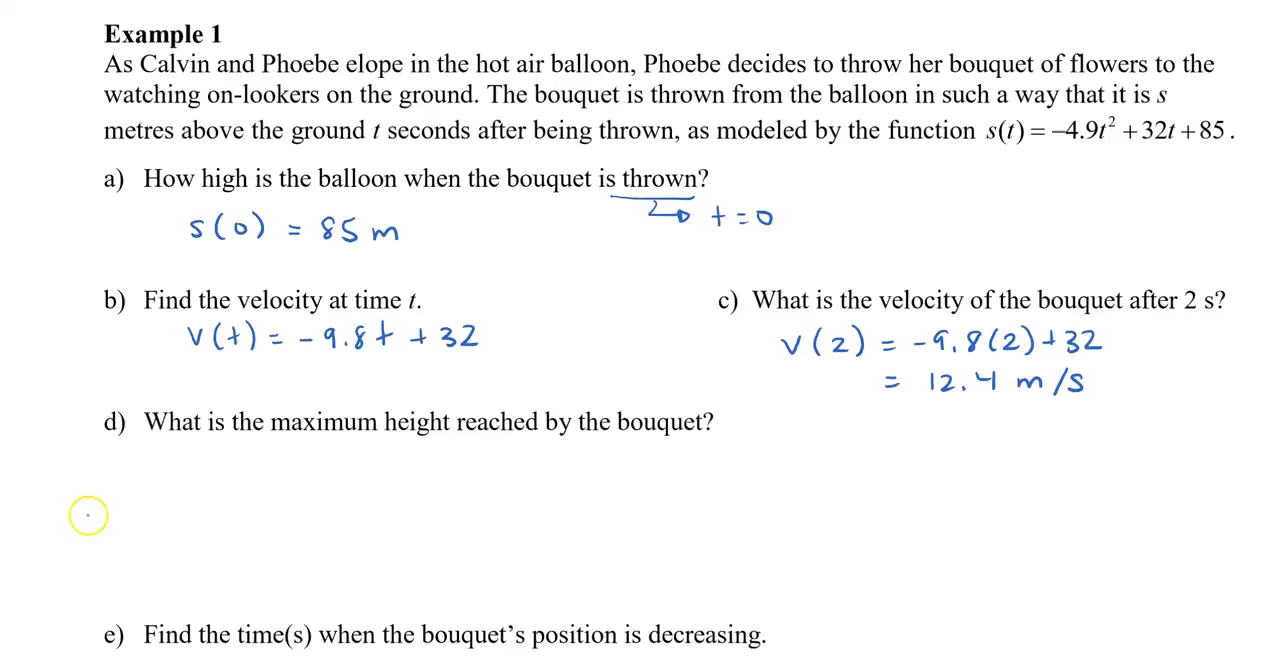 Example 1
As Calvin and Phoebe elope in the hot air balloon, Phoebe decides to throw her bouquet of flowers to the
watching on-lookers on the ground. The bouquet is thrown from the balloon in such a way that it is s
metres above the ground t seconds after being thrown, as modeled by the function s(t) = −4.9t² + 32t + 85.
a) How high is the balloon when the bouquet is thrown?
t = 0
s(0) = 85 m
b) Find the velocity at time t.
v(t) = -9.8t + 32
c) What is the velocity of the bouquet after 2 s?
v(2) = -9.8(2)+32
= 12.4 m/s
d) What is the maximum height reached by the bouquet?
e) Find the time(s) when the bouquet's position is decreasing.